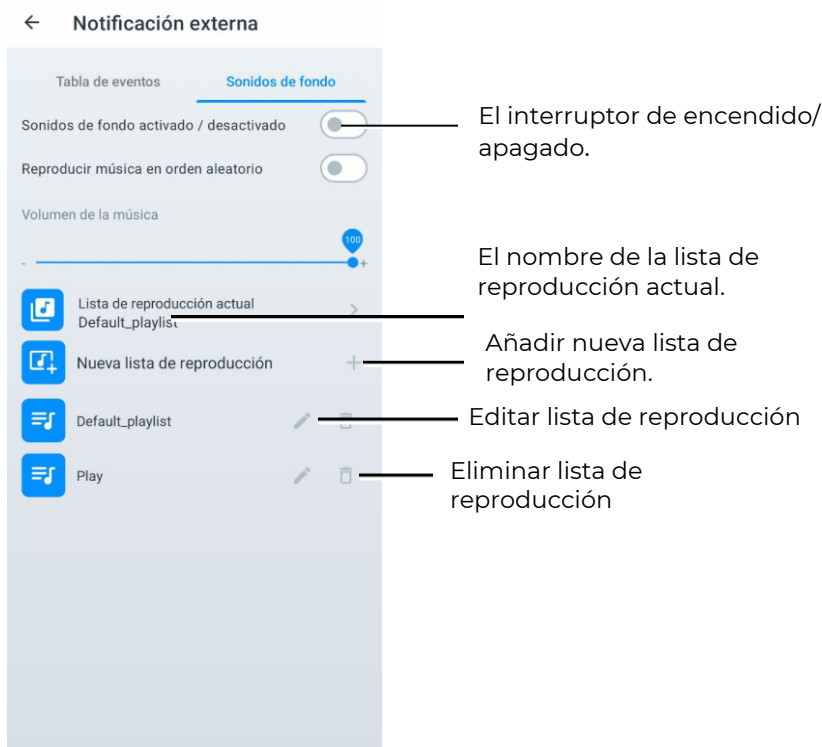 Notificación externa
Tabla de eventos
Sonidos de fondo
Sonidos de fondo activado / desactivado
El interruptor de encendido/
apagado.
Reproducir música en orden aleatorio
Volumen de la música
100
- +
Lista de reproducción actual
Default_playlist
El nombre de la lista de
reproducción actual.
Nueva lista de reproducción
Añadir nueva lista de
reproducción.
Default_playlist
Editar lista de reproducción
Play
Eliminar lista de
reproducción